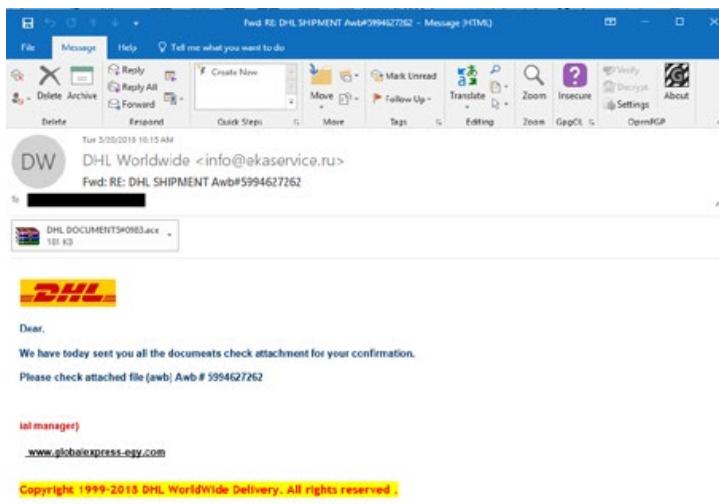 Fwd: RE: DHL SHIPMENT Awb#5994627262 - Message (HTML)
File Message Help Tell me what you want to do
Delete Archive
Reply
Reply All
Forward
Create New
Move
Mark Unread
Follow Up
Translate
Zoom
Insecure
Verify
Decrypt
Settings
About
Delete Respond Quick Steps Move Tags Editing Zoom OpenPGP
10:15 AM
DW
DHL Worldwide <info@ekaservice.ru>
Fwd: RE: DHL SHIPMENT Awb#5994627262
To
DHL DOCUMENTS#0983.ace
181 KB
DHL
Dear,
We have today sent you all the documents check attachment for your confirmation.
Please check attached file (awb) Awb # 5994627262
ial manager)
www.globalexpress-egy.com
Copyright 1999-2018 DHL WorldWide Delivery. All rights reserved .